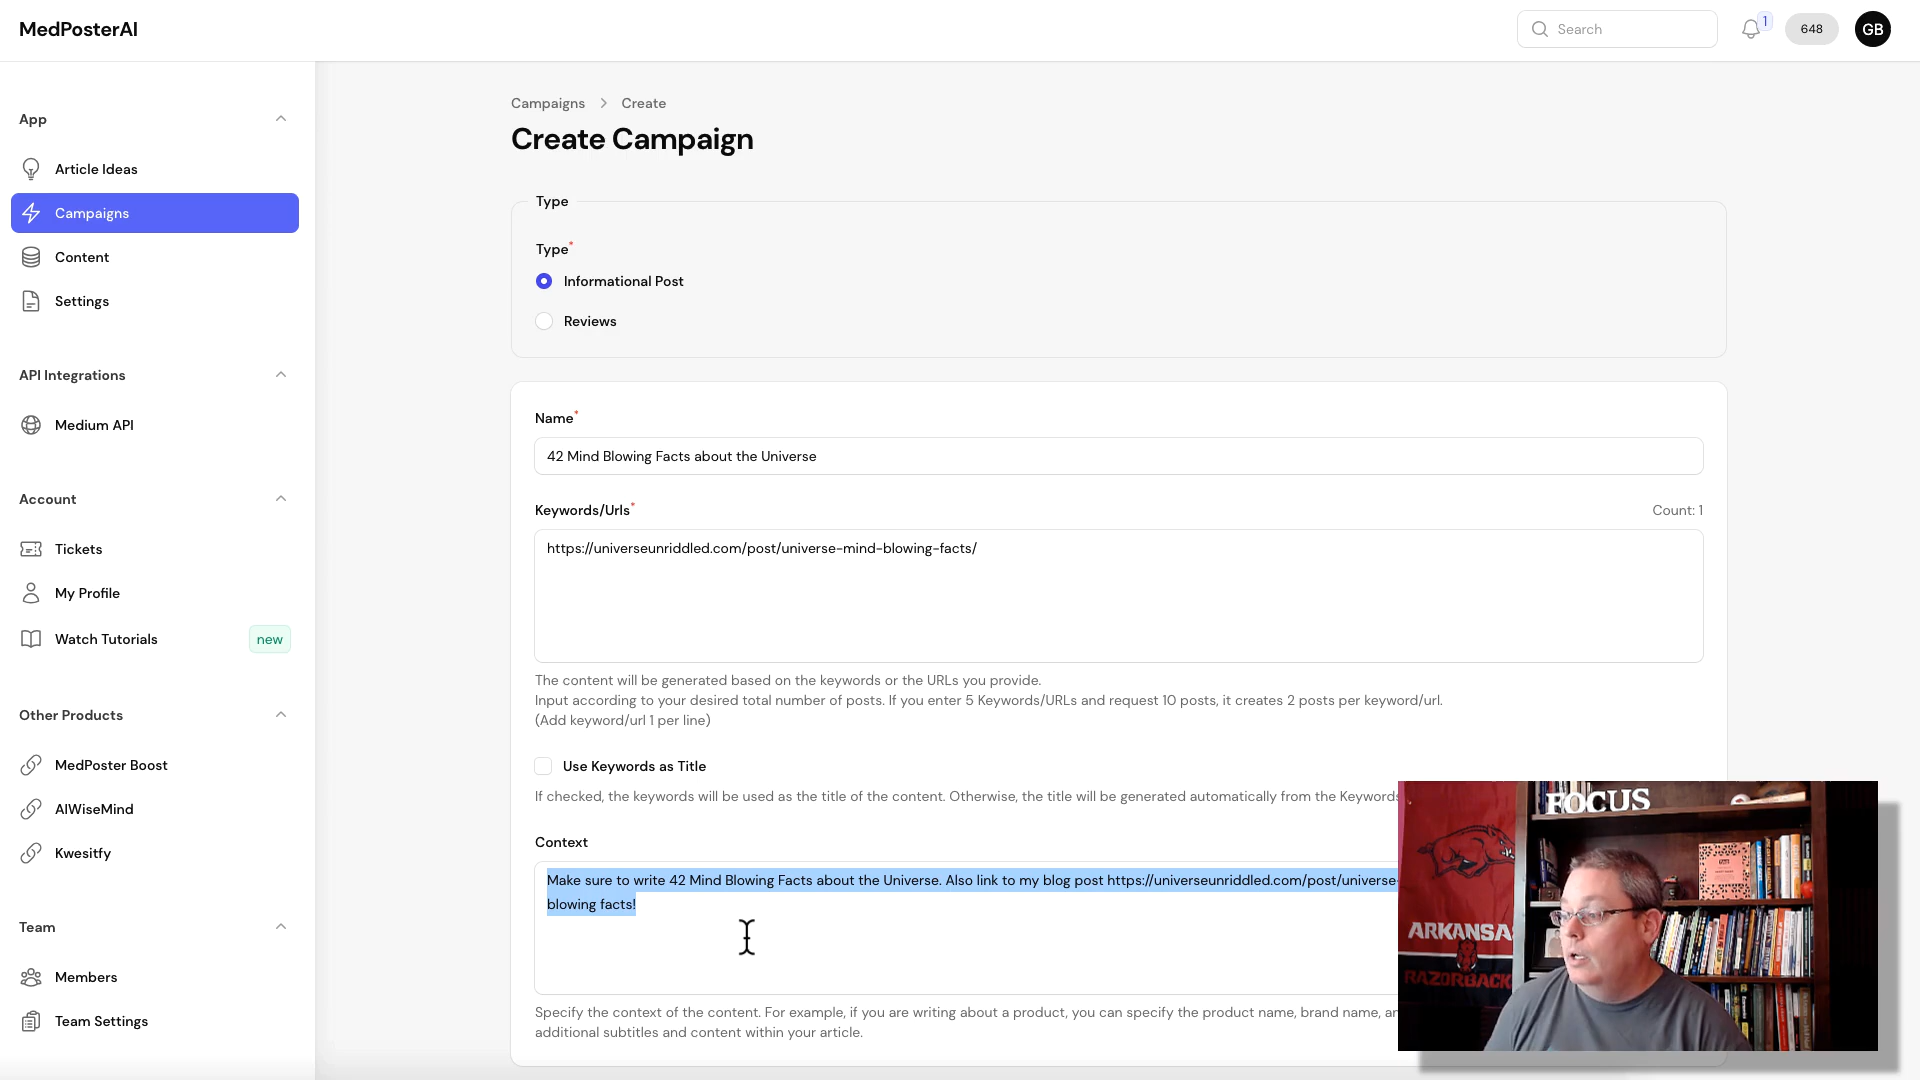 MedPosterAI
Search
1
648
GB
App
Article Ideas
Campaigns
Content
Settings
API Integrations
Medium API
Account
Tickets
My Profile
Watch Tutorials
new
Other Products
MedPoster Boost
AIWiseMind
Kwesitfy
Team
Members
Team Settings
Campaigns > Create
Create Campaign
Type
Type*
Informational Post
Reviews
Name*
42 Mind Blowing Facts about the Universe
Keywords/Urls*
Count: 1
https://universeunriddled.com/post/universe-mind-blowing-facts/
The content will be generated based on the keywords or the URLs you provide.
Input according to your desired total number of posts. If you enter 5 Keywords/URLs and request 10 posts, it creates 2 posts per keyword/url.
(Add keyword/url 1 per line)
Use Keywords as Title
If checked, the keywords will be used as the title of the content. Otherwise, the title will be generated automatically from the Keywords
Context
Make sure to write 42 Mind Blowing Facts about the Universe. Also link to my blog post https://universeunriddled.com/post/universe-
blowing facts!
Specify the context of the content. For example, if you are writing about a product, you can specify the product name, brand name,
additional subtitles and content within your article.
FOCUS
ARKANSA
RAZORBACK